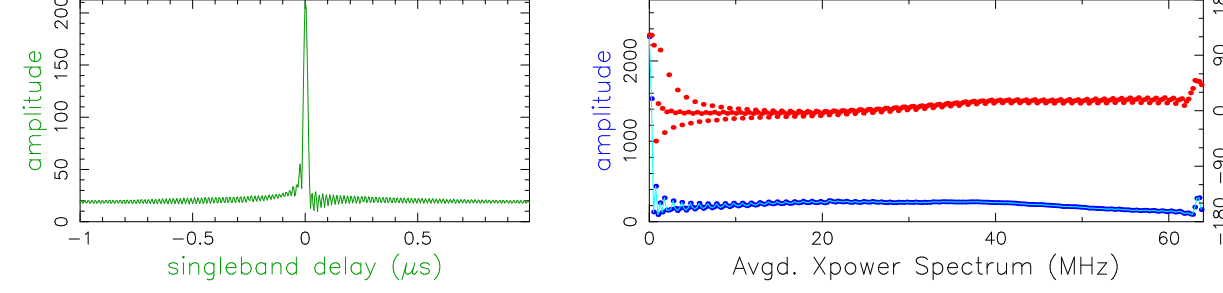 amplitude
200
150
100
50
0
−1 −0.5 0 0.5
singleband delay (μs)
amplitude
2000
1000
0
0 20 40 60
Avgd. Xpower Spectrum (MHz)
90
0
−90
−180